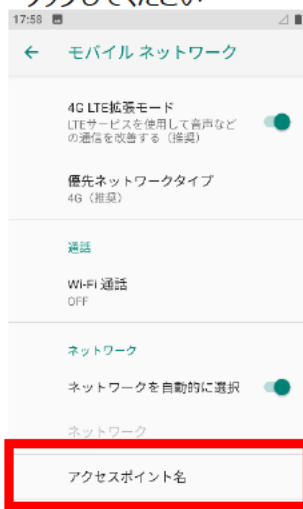 17:58
モバイル ネットワーク
4G LTE拡張モード
LTEサービスを使用して音声など
の通信を改善する（推奨）
優先ネットワークタイプ
4G（推奨）
通話
Wi-Fi 通話
OFF
ネットワーク
ネットワークを自動的に選択
ネットワーク
アクセスポイント名